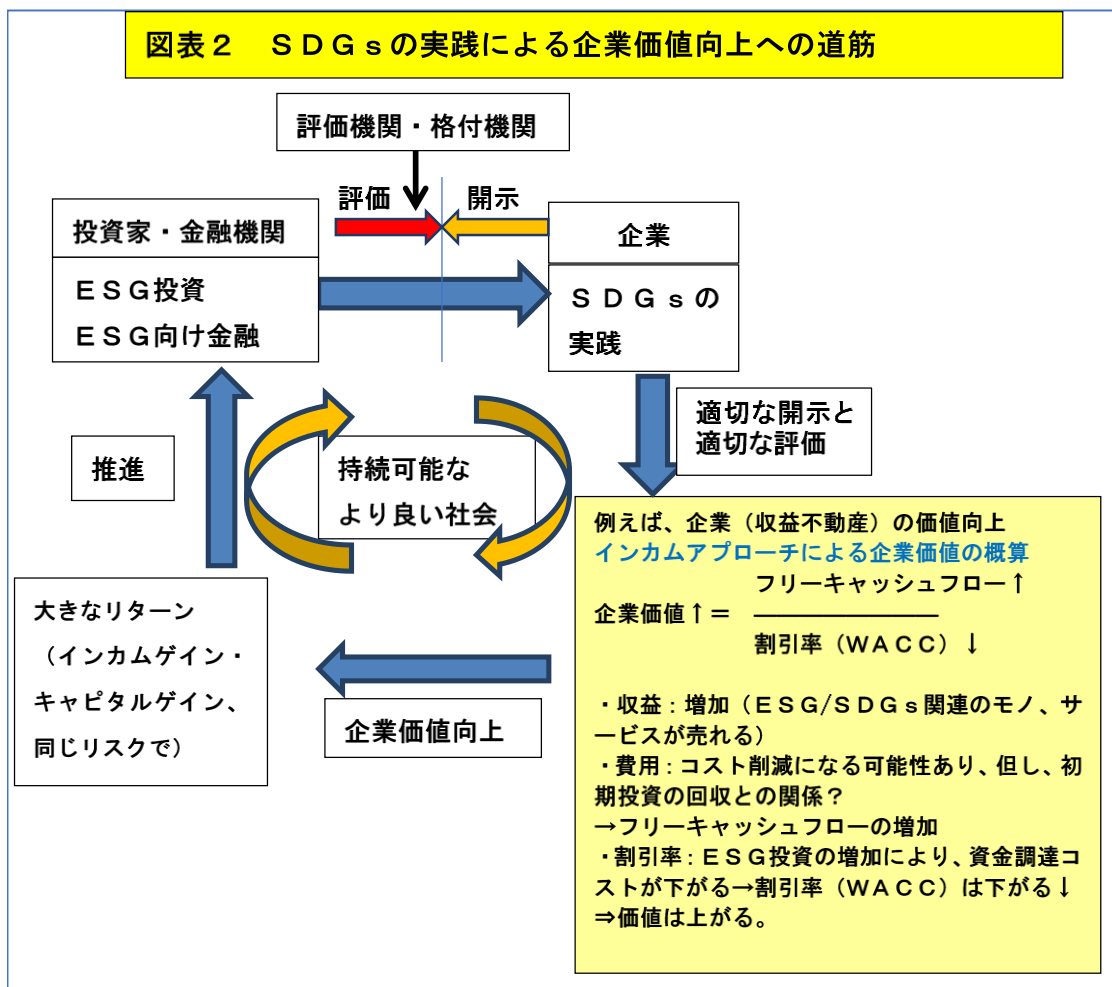 図表２　ＳＤＧｓの実践による企業価値向上への道筋
評価機関・格付機関
評価
開示
投資家・金融機関
ＥＳＧ投資
ＥＳＧ向け金融
企業
ＳＤＧｓの
実践
適切な開示と
適切な評価
推進
持続可能な
より良い社会
例えば、企業（収益不動産）の価値向上
インカムアプローチによる企業価値の概算
フリーキャッシュフロー↑
企業価値↑＝　――――――――
割引率（ＷＡＣＣ）↓
・収益：増加（ＥＳＧ/ＳＤＧｓ関連のモノ、サ
ービスが売れる）
・費用：コスト削減になる可能性あり、但し、初
期投資の回収との関係？
→フリーキャッシュフローの増加
・割引率：ＥＳＧ投資の増加により、資金調達コ
ストが下がる→割引率（ＷＡＣＣ）は下がる↓
⇒価値は上がる。
企業価値向上
大きなリターン
（インカムゲイン・
キャピタルゲイン、
同じリスクで）